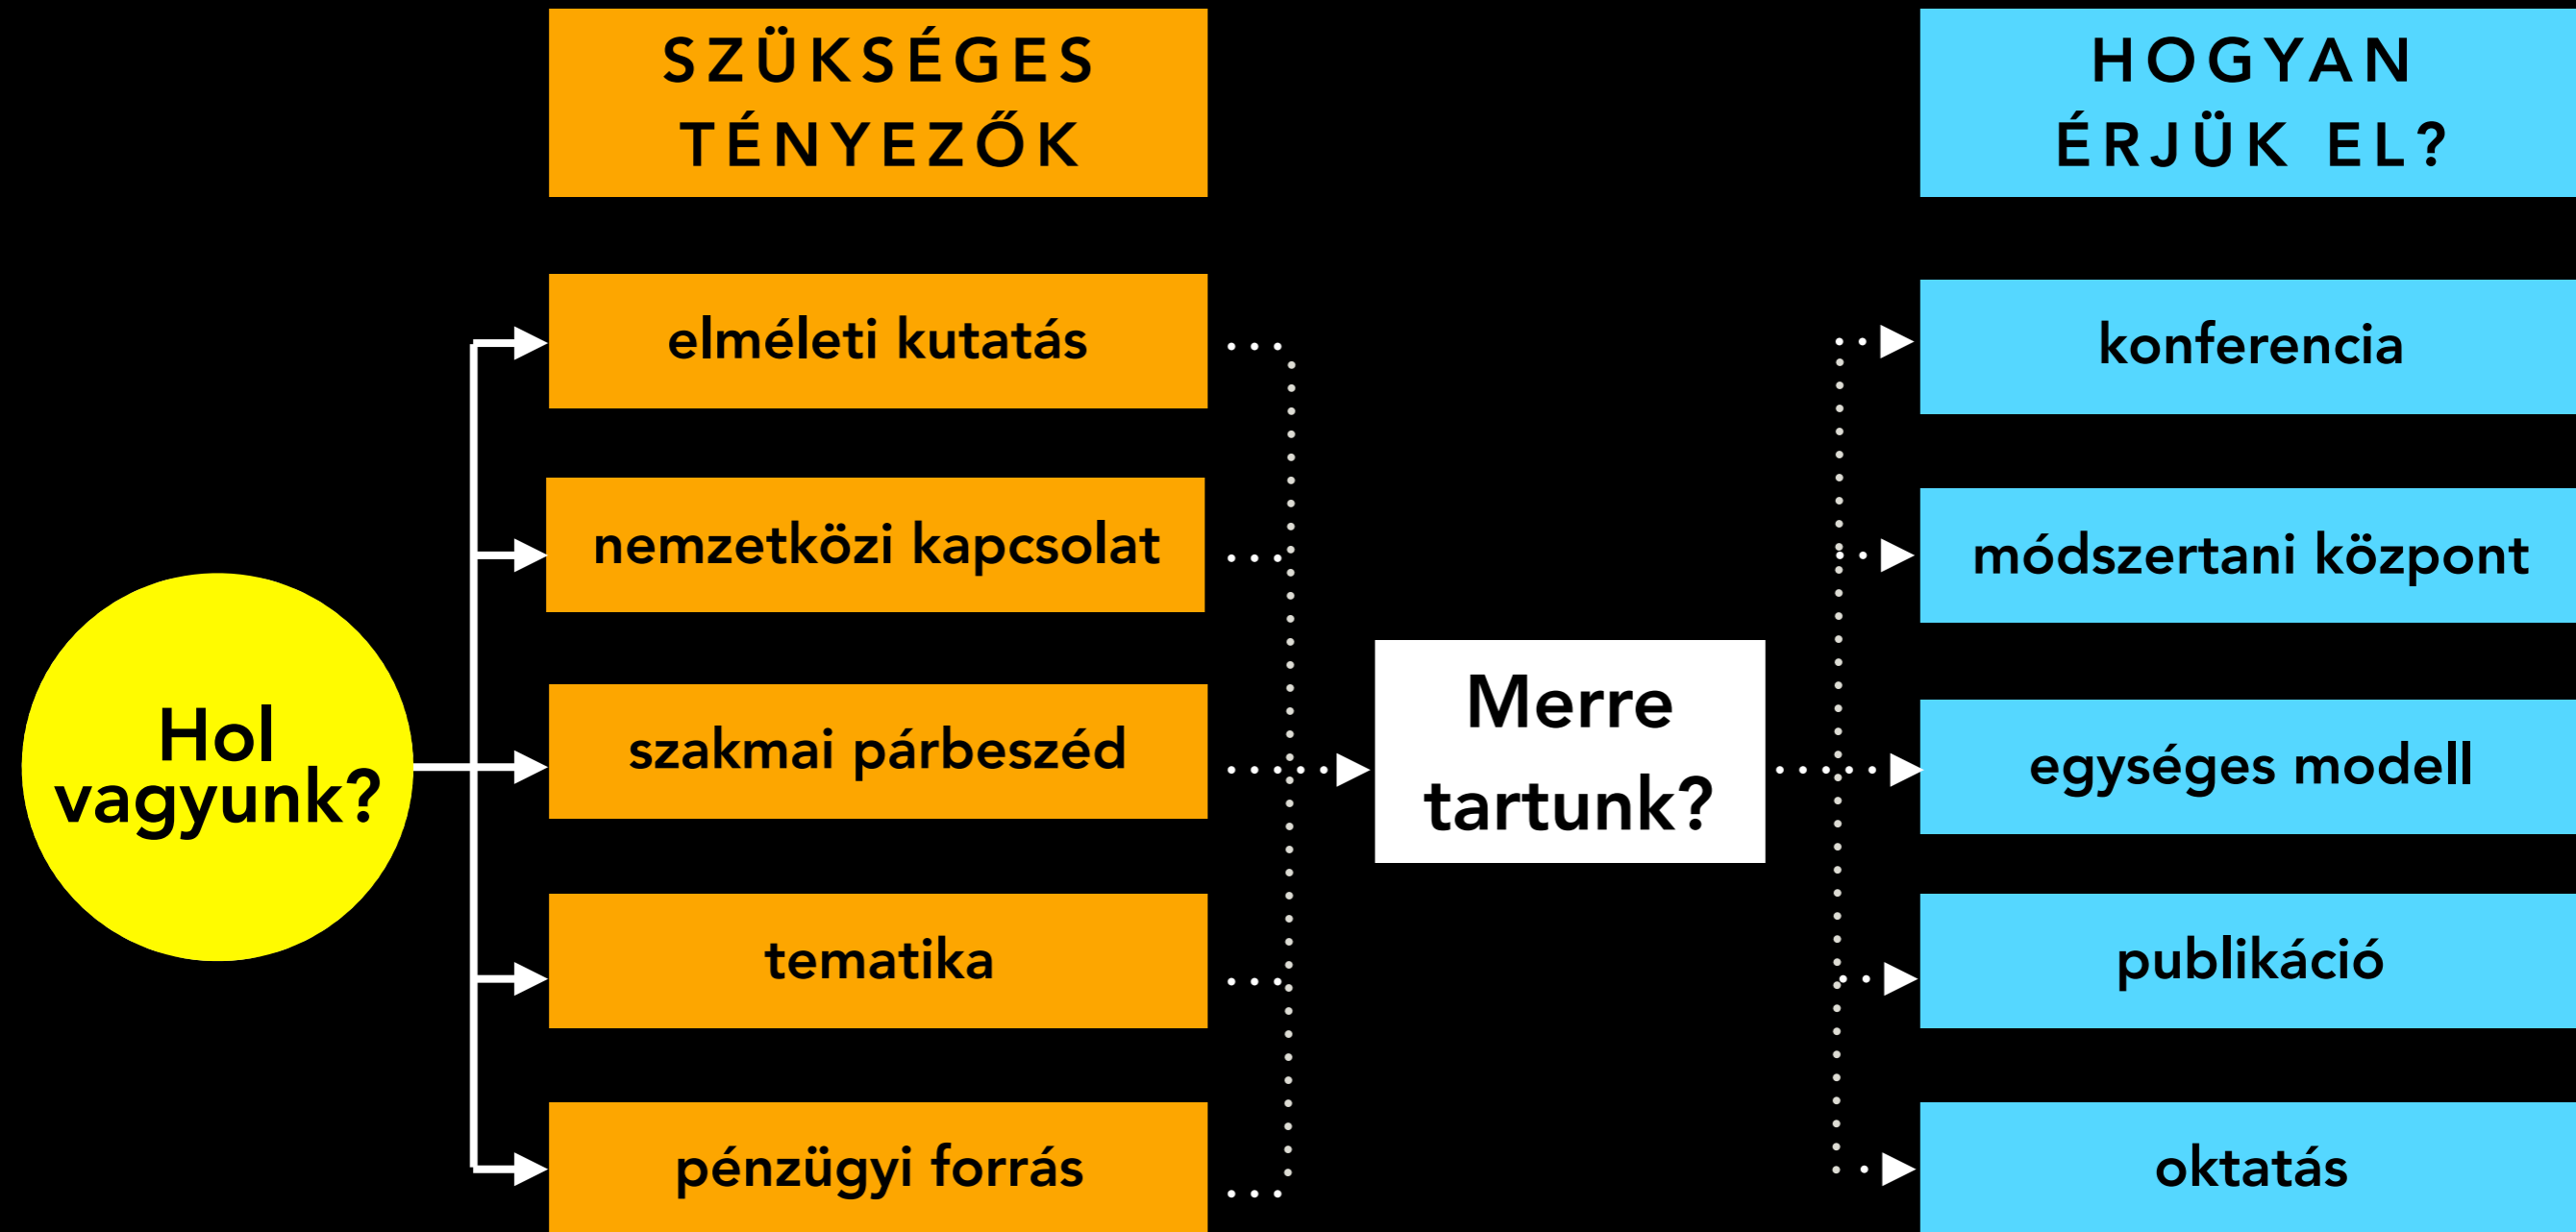 SZÜKSÉGES
TÉNYEZŐK
HOGYAN
ÉRJÜK EL?
Hol
vagyunk?
elméleti kutatás
nemzetközi kapcsolat
szakmai párbeszéd
tematika
pénzügyi forrás
Merre
tartunk?
konferencia
módszertani központ
egységes modell
publikáció
oktatás